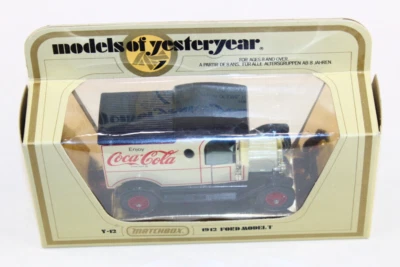 models of yesteryear®
FOR AGES 8 AND OVER.
A PARTIR DE 8 ANS. FÜR ALLE ALTERSGRUPPEN AB 8 JAHREN.
Enjoy
Coca-Cola
Y-12 MATCHBOX 1912 FORD MODEL T